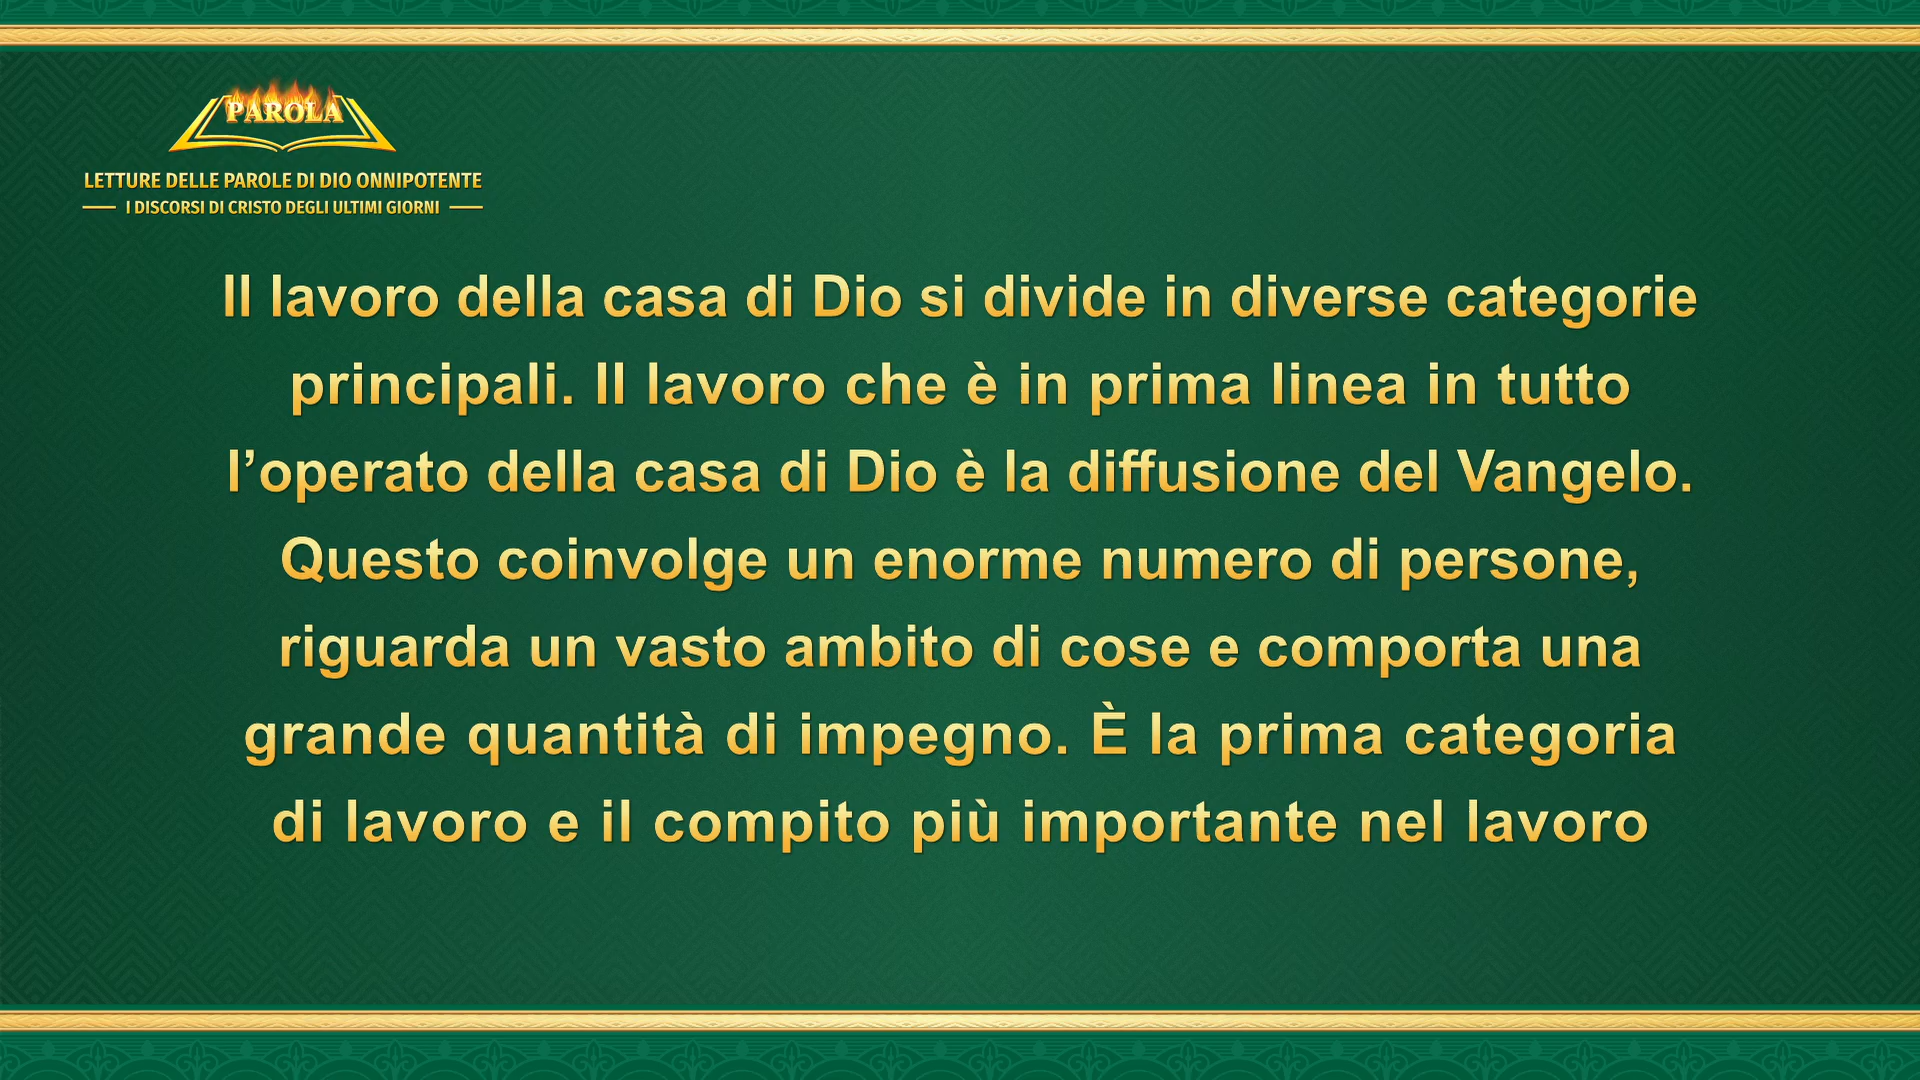 PAROLA
LETTURE DELLE PAROLE DI DIO ONNIPOTENTE
I DISCORSI DI CRISTO DEGLI ULTIMI GIORNI
Il lavoro della casa di Dio si divide in diverse categorie
principali. Il lavoro che è in prima linea in tutto
l’operato della casa di Dio è la diffusione del Vangelo.
Questo coinvolge un enorme numero di persone,
riguarda un vasto ambito di cose e comporta una
grande quantità di impegno. È la prima categoria
di lavoro e il compito più importante nel lavoro